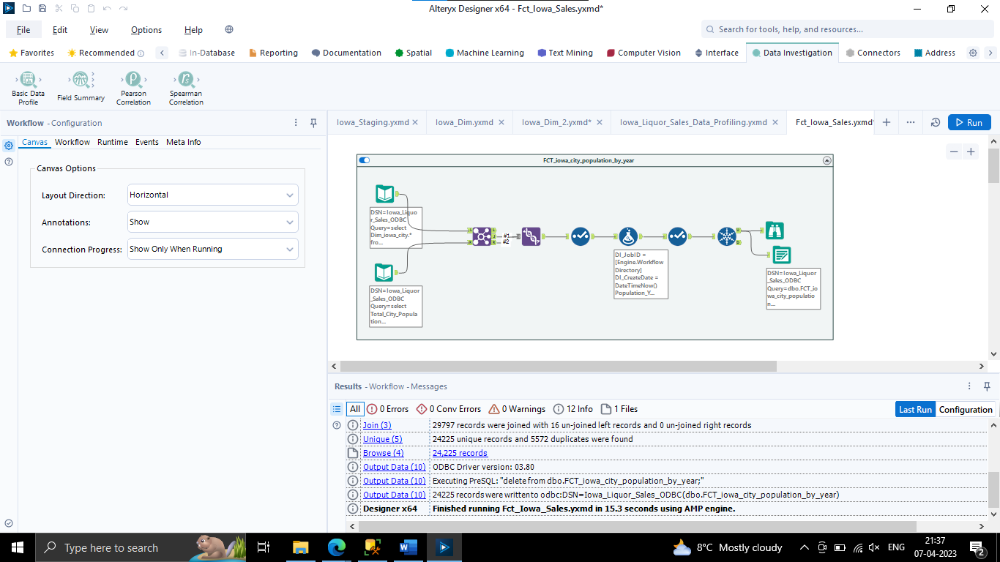 Alteryx Designer x64 - Fct_Iowa_Sales.yxmd*
File Edit View Options Help
Search for tools, help, and resources...
Favorites Recommended In-Database Reporting Documentation Spatial Machine Learning Text Mining Computer Vision Interface Data Investigation Connectors Address
Basic Data
Profile
Field Summary
Pearson
Correlation
Spearman
Correlation
Workflow - Configuration
Iowa_Staging.yxmd Iowa_Dim.yxmd Iowa_Dim_2.yxmd* Iowa_Liquor_Sales_Data_Profiling.yxmd Fct_Iowa_Sales.yxmd*
Run
Canvas Workflow Runtime Events Meta Info
Canvas Options
Layout Direction: Horizontal
Annotations: Show
Connection Progress: Show Only When Running
FCT_iowa_city_population_by_year
DSN=Iowa_Liquo
r_Sales_ODBC
Query=select
Dim_iowa_city.*
fro...
DSN=Iowa_Liquo
r_Sales_ODBC
Query=select
Total_City_Popula
tion...
L
R
L
J
R
#1
#2
DI_JobID =
[Engine.Workflow
Directory]
DI_CreateDate =
DateTimeNow()
Population_Y...
U
D
DSN=Iowa_Liquo
r_Sales_ODBC
Query=dbo.FCT_io
wa_city_populatio
n...
Results - Workflow - Messages
All 0 Errors 0 Conv Errors 0 Warnings 12 Info 1 Files
Last Run Configuration
Join (3) 29797 records were joined with 16 un-joined left records and 0 un-joined right records
Unique (5) 24225 unique records and 5572 duplicates were found
Browse (4) 24,225 records
Output Data (10) ODBC Driver version: 03.80
Output Data (10) Executing PreSQL: "delete from dbo.FCT_iowa_city_population_by_year;"
Output Data (10) 24225 records were written to odbc:DSN=Iowa_Liquor_Sales_ODBC(dbo.FCT_iowa_city_population_by_year)
Designer x64 Finished running Fct_Iowa_Sales.yxmd in 15.3 seconds using AMP engine.
Type here to search
8°C Mostly cloudy
ENG
21:37
07-04-2023
2